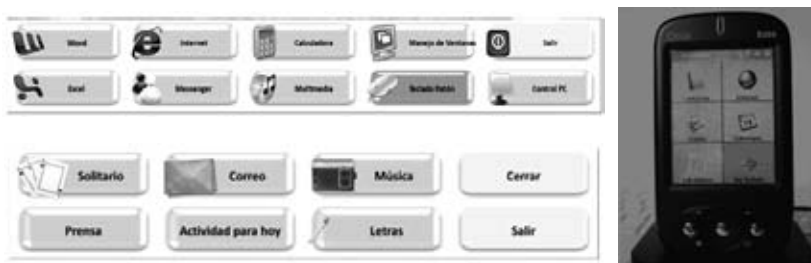 Word Internet Calculadora Manejo de Ventanas Salir
Excel Messenger Multimedia Teclado Ratón Control PC
Solitario Correo Música Cerrar
Prensa Actividad para hoy Letras Salir